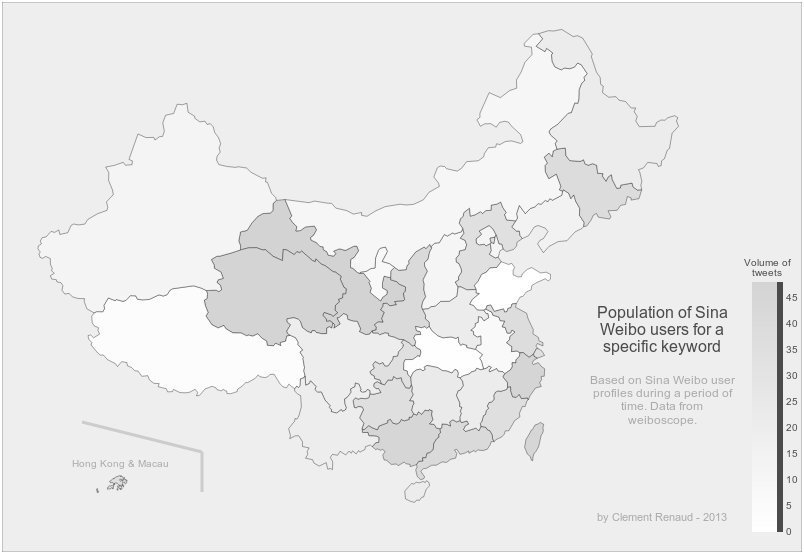 Population of Sina
Weibo users for a
specific keyword
Based on Sina Weibo user
profiles during a period of
time. Data from
weiboscope.
Volume of
tweets
45
40
35
30
25
20
15
10
5
0
Hong Kong & Macau
by Clement Renaud - 2013